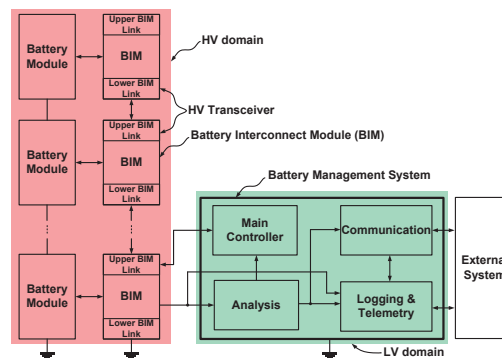 Battery
Module
Upper BIM
Link
BIM
Lower BIM
Link
HV domain
HV Transceiver
Battery
Module
Upper BIM
Link
BIM
Lower BIM
Link
Battery Interconnect Module (BIM)
Battery Management System
Main
Controller
Communication
Battery
Module
Upper BIM
Link
BIM
Lower BIM
Link
Analysis
Logging &
Telemetry
External
System
LV domain